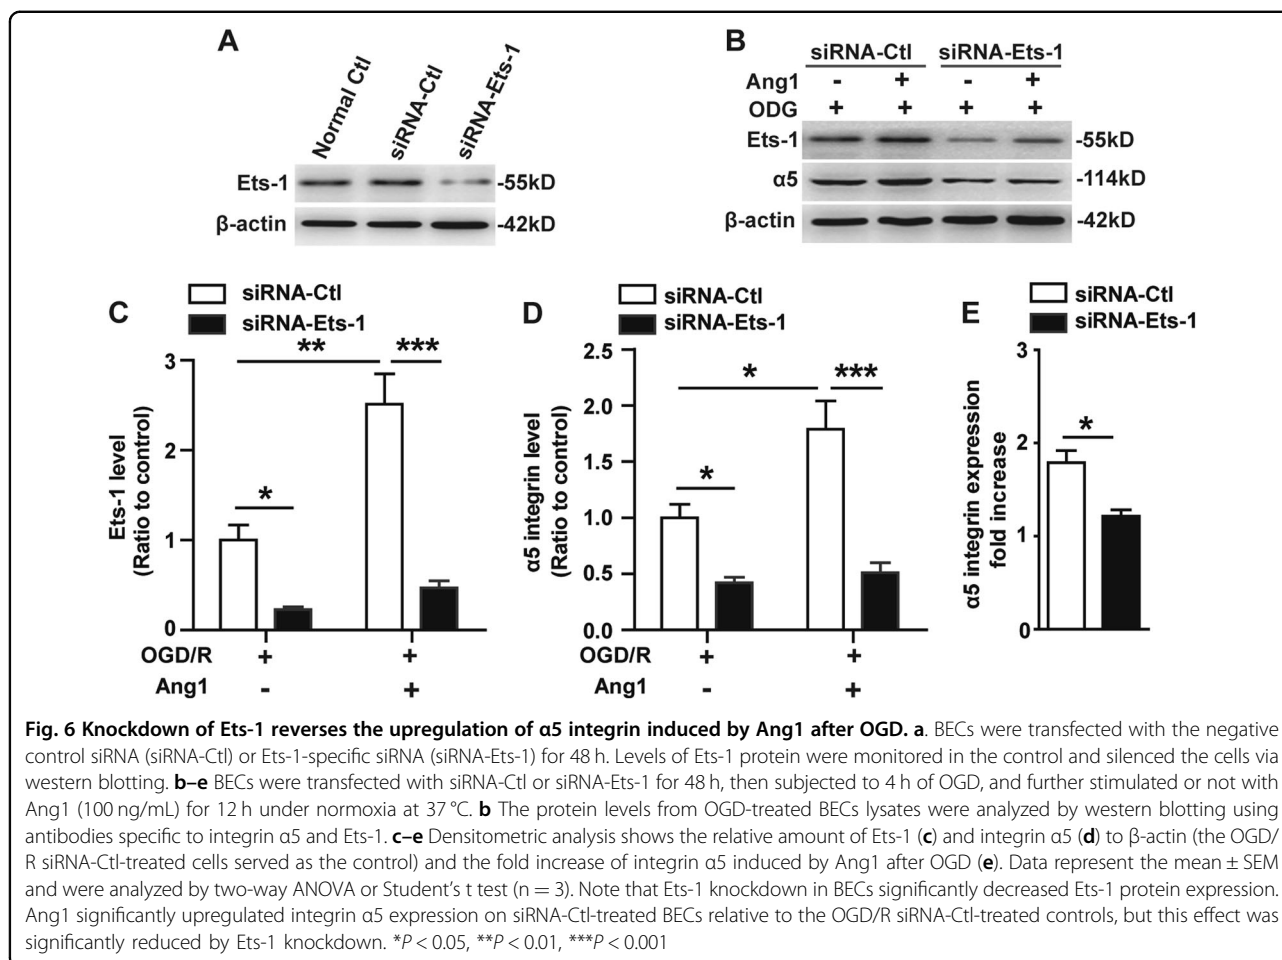 A
Normal Ctl
siRNA-Ctl
siRNA-Ets-1
Ets-1
-55kD
β-actin
-42kD
B
siRNA-Ctl siRNA-Ets-1
Ang1 - + - +
ODG + + + +
Ets-1 -55kD
α5 -114kD
β-actin -42kD
C
siRNA-Ctl
siRNA-Ets-1
Ets-1 level
(Ratio to control)
3
2
1
0
** ***
*
OGD/R + +
Ang1 - +
D
siRNA-Ctl
siRNA-Ets-1
α5 integrin level
(Ratio to control)
2.5
2.0
1.5
1.0
0.5
0.0
* ***
*
OGD/R + +
Ang1 - +
E
siRNA-Ctl
siRNA-Ets-1
α5 integrin expression
fold increase
3
2
1
0
*
Fig. 6 Knockdown of Ets-1 reverses the upregulation of α5 integrin induced by Ang1 after OGD. a. BECs were transfected with the negative
control siRNA (siRNA-Ctl) or Ets-1-specific siRNA (siRNA-Ets-1) for 48 h. Levels of Ets-1 protein were monitored in the control and silenced the cells via
western blotting. b–e BECs were transfected with siRNA-Ctl or siRNA-Ets-1 for 48 h, then subjected to 4 h of OGD, and further stimulated or not with
Ang1 (100 ng/mL) for 12 h under normoxia at 37 °C. b The protein levels from OGD-treated BECs lysates were analyzed by western blotting using
antibodies specific to integrin α5 and Ets-1. c–e Densitometric analysis shows the relative amount of Ets-1 (c) and integrin α5 (d) to β-actin (the OGD/
R siRNA-Ctl-treated cells served as the control) and the fold increase of integrin α5 induced by Ang1 after OGD (e). Data represent the mean ± SEM
and were analyzed by two-way ANOVA or Student's t test (n = 3). Note that Ets-1 knockdown in BECs significantly decreased Ets-1 protein expression.
Ang1 significantly upregulated integrin α5 expression on siRNA-Ctl-treated BECs relative to the OGD/R siRNA-Ctl-treated controls, but this effect was
significantly reduced by Ets-1 knockdown. *P < 0.05, **P < 0.01, ***P < 0.001